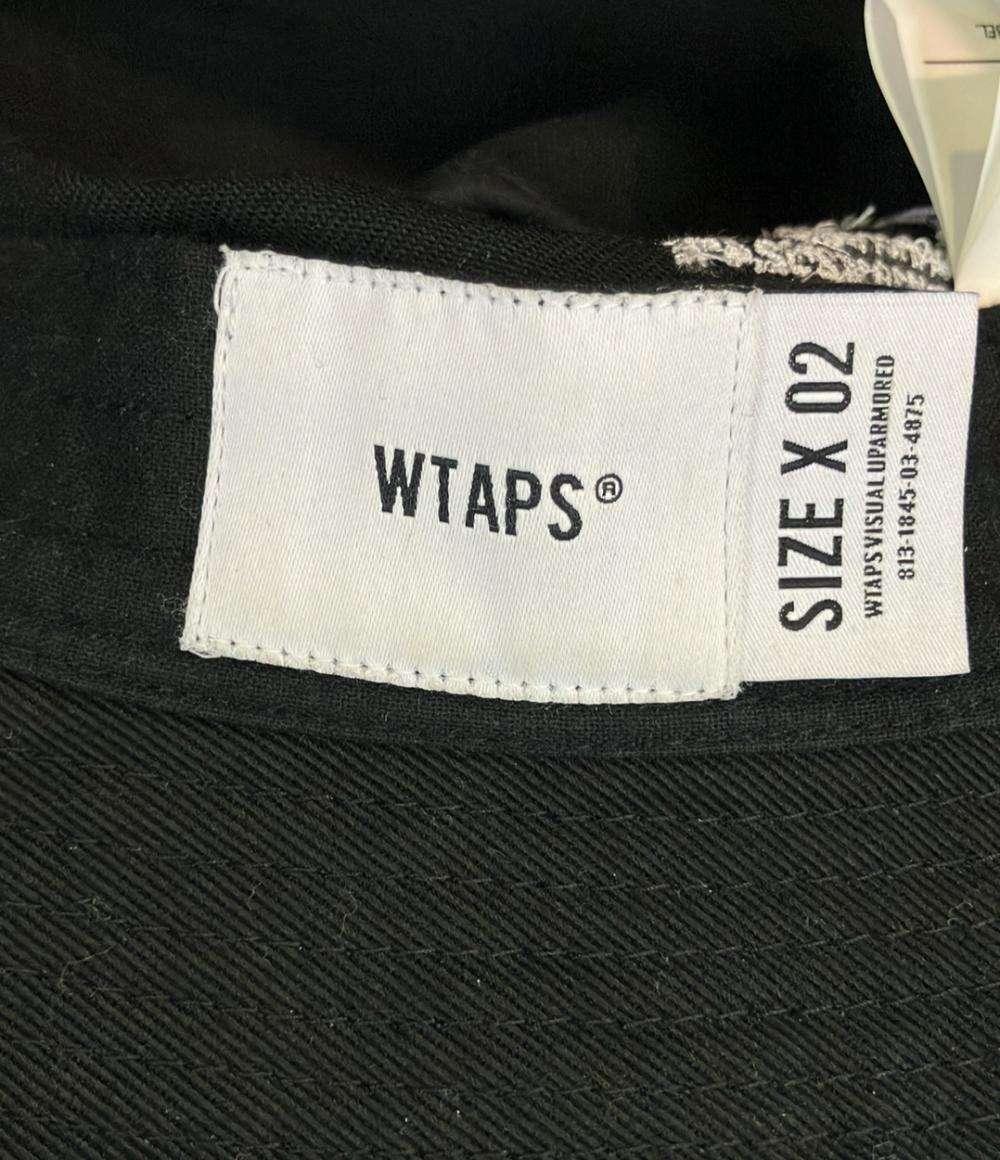 WTAPS®
SIZE X 02
WTAPS VISUAL UPARMORED
813-1845-03-4875